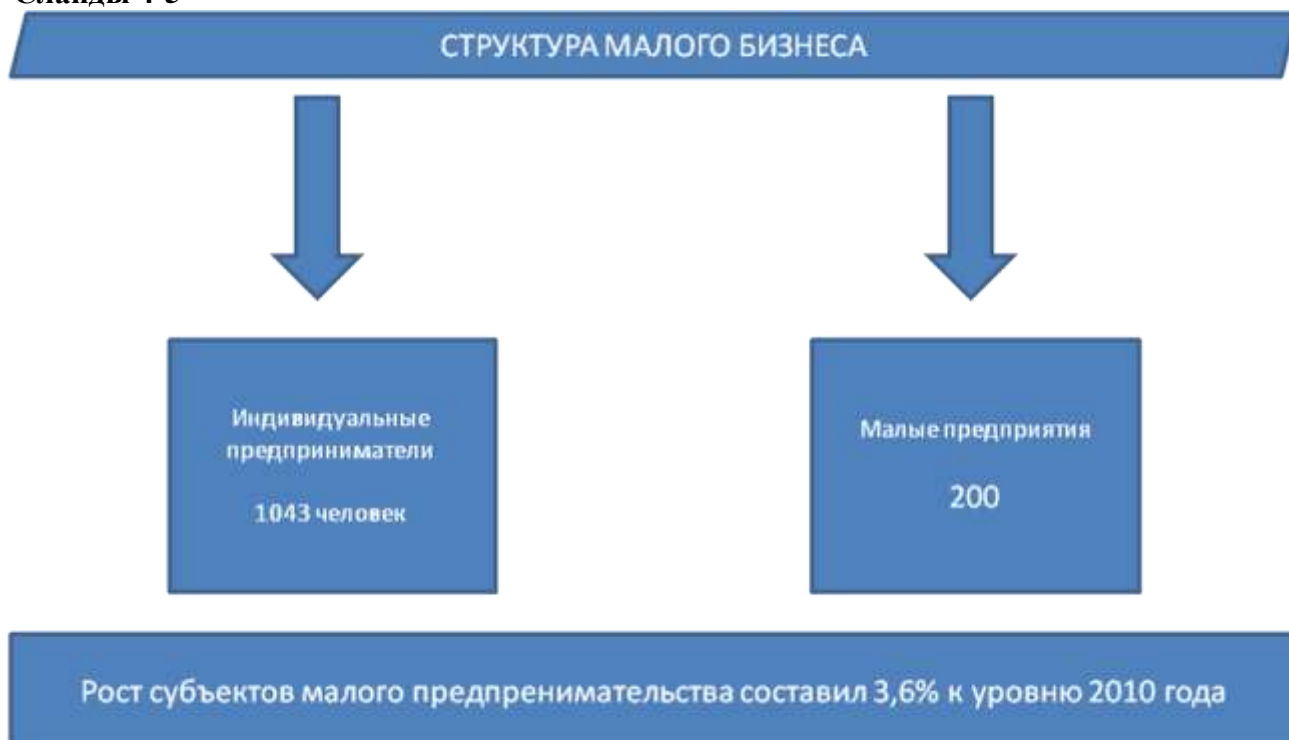 СТРУКТУРА МАЛОГО БИЗНЕСА
Индивидуальные
предприниматели
1043 человек
Малые предприятия
200
Рост субъектов малого предпренимательства составил 3,6% к уровню 2010 года